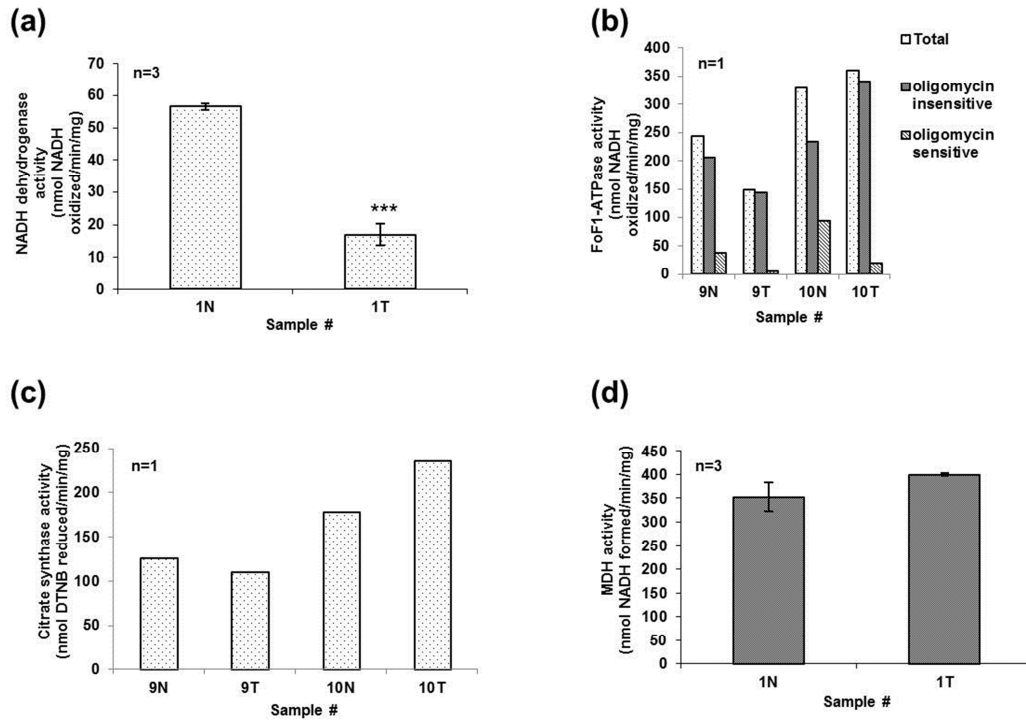 (a)
NADH dehydrogenase
activity
(nmol NADH
oxidized/min/mg)
70
60
50
40
30
20
10
0
n=3
***
1N 1T
Sample #
(b)
FoF1-ATPase activity
(nmol NADH
oxidized/min/mg)
400
350
300
250
200
150
100
50
0
n=1
9N 9T 10N 10T
Sample #
Total
oligomycin
insensitive
oligomycin
sensitive
(c)
Citrate synthase activity
(nmol DTNB reduced/min/mg)
250
200
150
100
50
0
n=1
9N 9T 10N 10T
Sample #
(d)
MDH activity
(nmol NADH formed/min/mg)
450
400
350
300
250
200
150
100
50
0
n=3
1N 1T
Sample #